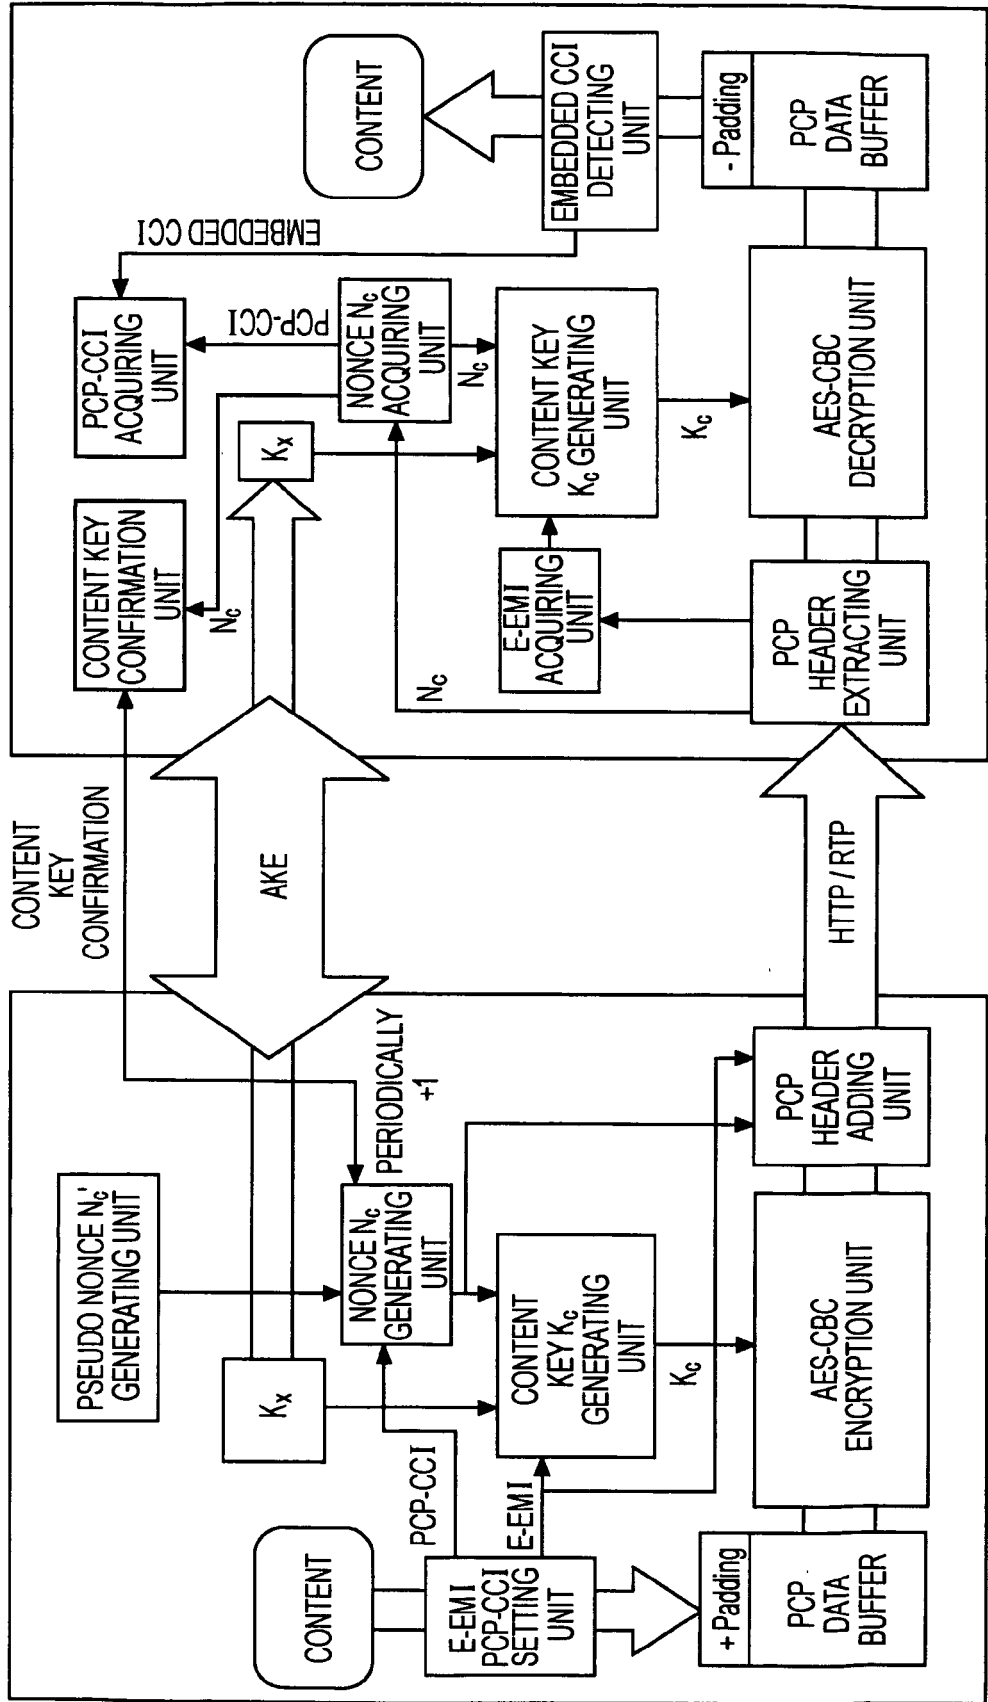 CONTENT
E-EMI
PCP-CCI
SETTING
UNIT
PCP-CCI
E-EMI
+ Padding
PCP
DATA
BUFFER
PSEUDO NONCE Nc'
GENERATING UNIT
Kx
NONCE Nc
GENERATING
UNIT
PERIODICALLY
+1
CONTENT
KEY Kc
GENERATING
UNIT
Kc
AES-CBC
ENCRYPTION UNIT
PCP
HEADER
ADDING
UNIT
CONTENT
KEY
CONFIRMATION
AKE
HTTP / RTP
CONTENT KEY
CONFIRMATION
UNIT
Nc
PCP-CCI
ACQUIRING
UNIT
EMBEDDED CCI
Kx
PCP-CCI
NONCE Nc
ACQUIRING
UNIT
Nc
Nc
E-EMI
ACQUIRING
UNIT
CONTENT KEY
Kc GENERATING
UNIT
Kc
PCP
HEADER
EXTRACTING
UNIT
AES-CBC
DECRYPTION UNIT
CONTENT
EMBEDDED CCI
DETECTING
UNIT
- Padding
PCP
DATA
BUFFER